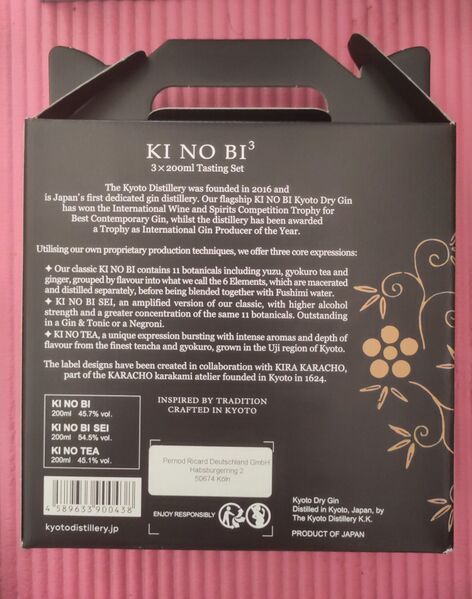 KI NO BI³
3×200ml Tasting Set
The Kyoto Distillery was founded in 2016 and
is Japan's first dedicated gin distillery. Our flagship KI NO BI Kyoto Dry Gin
has won the International Wine and Spirits Competition Trophy for
Best Contemporary Gin, whilst the distillery has been awarded
a Trophy as International Gin Producer of the Year.
Utilising our own proprietary production techniques, we offer three core expressions:
✦ Our classic KI NO BI contains 11 botanicals including yuzu, gyokuro tea and
ginger, grouped by flavour into what we call the 6 Elements, which are macerated
and distilled separately, before being blended together with Fushimi water.
✦ KI NO BI SEI, an amplified version of our classic, with higher alcohol
strength and a greater concentration of the same 11 botanicals. Outstanding
in a Gin & Tonic or a Negroni.
✦ KI NO TEA, a unique expression bursting with intense aromas and depth of
flavour from the finest tencha and gyokuro, grown in the Uji region of Kyoto.
The label designs have been created in collaboration with KIRA KARACHO,
part of the KARACHO karakami atelier founded in Kyoto in 1624.
KI NO BI
200ml 45.7% vol.
KI NO BI SEI
200ml 54.5% vol.
KI NO TEA
200ml 45.1% vol.
INSPIRED BY TRADITION
CRAFTED IN KYOTO
Pernod Ricard Deutschland GmbH
Habsburgerring 2
50674 Köln
4 589633 900438
kyotodistillery.jp
ENJOY RESPONSIBLY
Kyoto Dry Gin
Distilled in Kyoto, Japan, by
The Kyoto Distillery K.K.
PRODUCT OF JAPAN